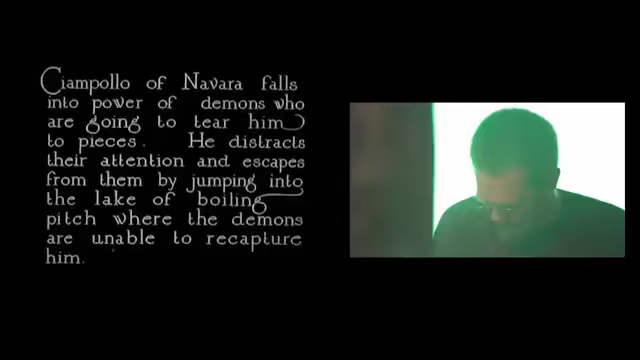 Ciampollo of Navara falls
into power of demons who
are going to tear him
to pieces. He distracts
their attention and escapes
from them by jumping into
the lake of boiling
pitch where the demons
are unable to recapture
him.